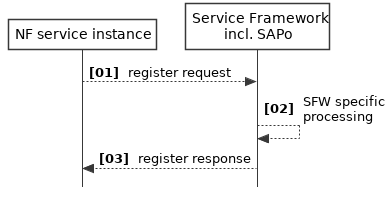 NF service instance
Service Framework
incl. SAPo
[01] register request
[02] SFW specific
processing
[03] register response